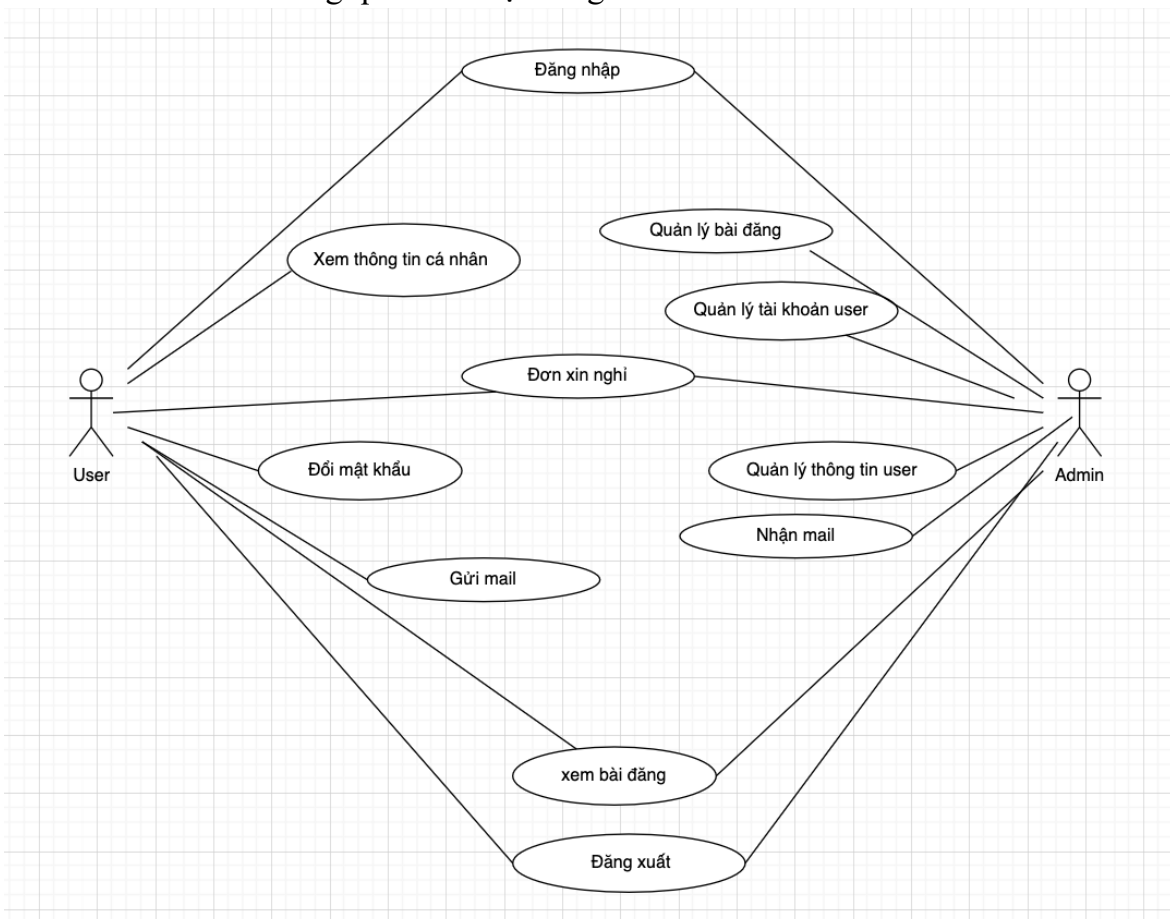 Đăng nhập
Quản lý bài đăng
Xem thông tin cá nhân
Quản lý tài khoản user
Đơn xin nghỉ
Đổi mật khẩu
Quản lý thông tin user
User
Admin
Nhận mail
Gửi mail
xem bài đăng
Đăng xuất